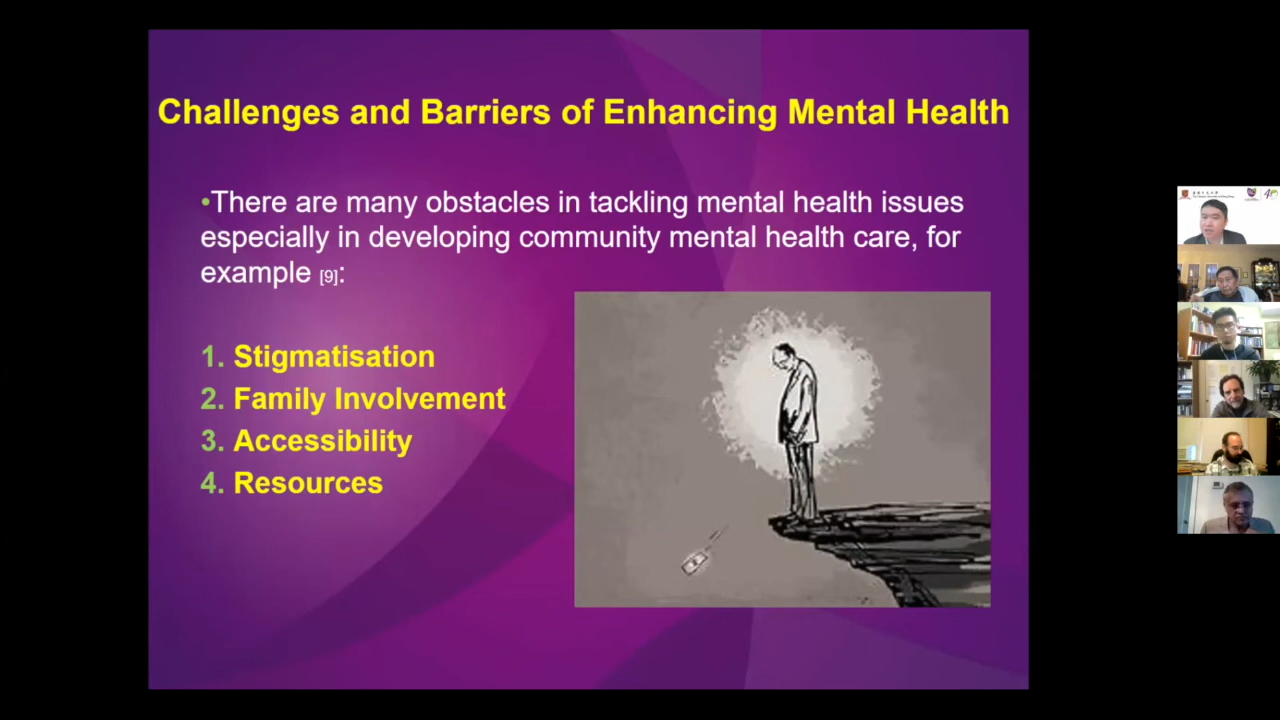 Challenges and Barriers of Enhancing Mental Health
•There are many obstacles in tackling mental health issues
especially in developing community mental health care, for
example [9]:
1. Stigmatisation
2. Family Involvement
3. Accessibility
4. Resources